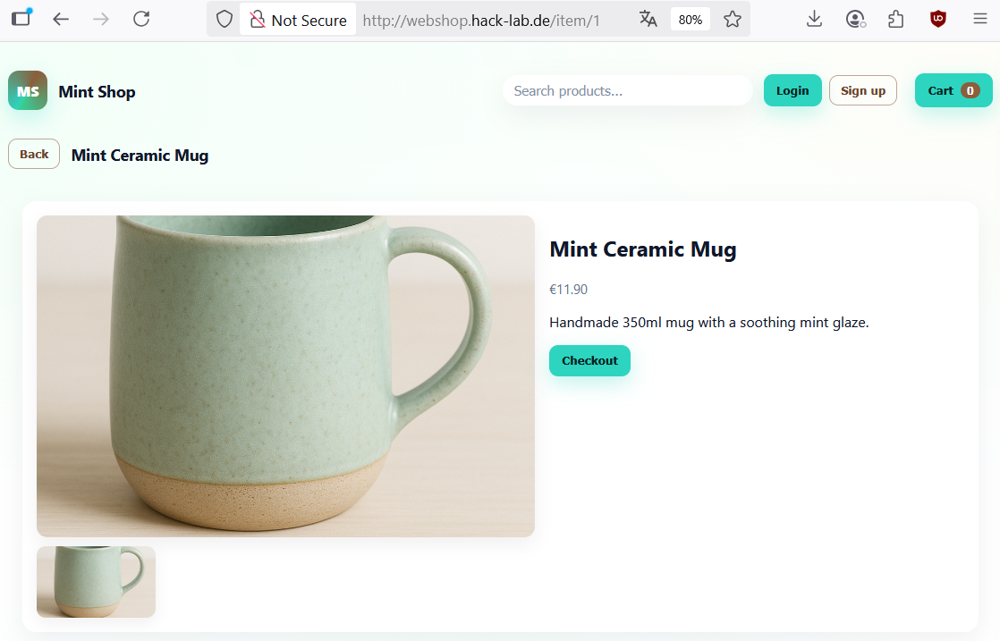 Not Secure http://webshop.hack-lab.de/item/1 80%
MS Mint Shop Search products... Login Sign up Cart 0
Back Mint Ceramic Mug
Mint Ceramic Mug
€11.90
Handmade 350ml mug with a soothing mint glaze.
Checkout